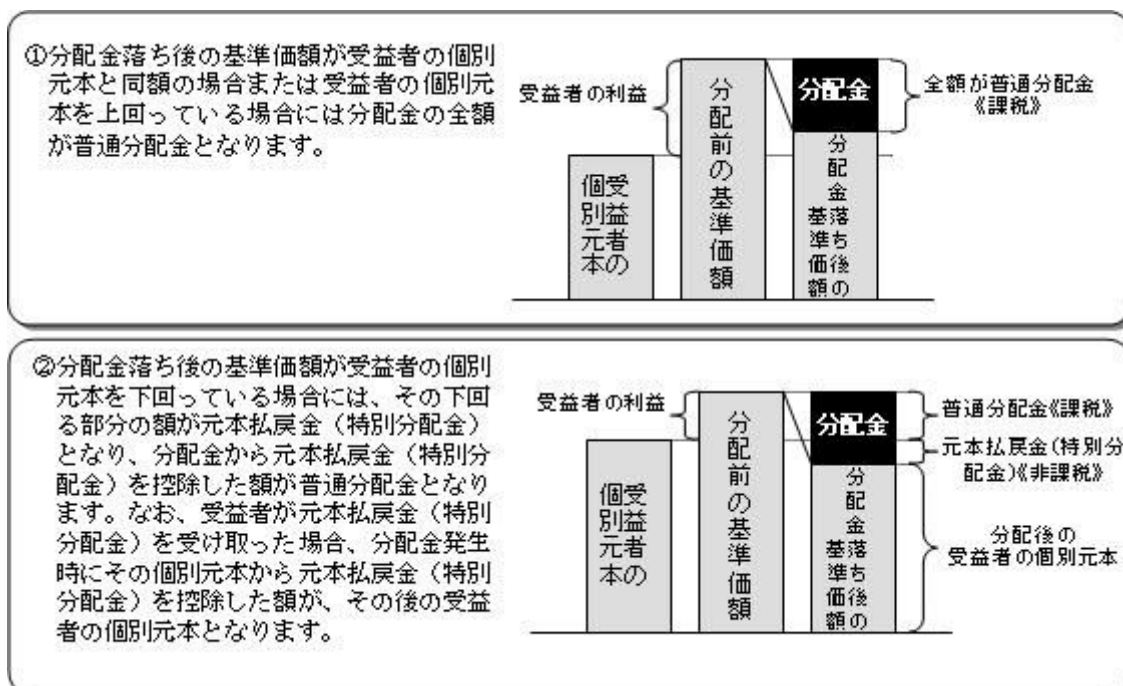 ①分配金落ち後の基準価額が受益者の個別
元本と同額の場合または受益者の個別元
本を上回っている場合には分配金の全額
が普通分配金となります。
受益者の利益
個別元本
受益者の
分配前の基準価額
分配金
基準価額
分配金落ち後の
全額が普通分配金
《課税》
②分配金落ち後の基準価額が受益者の個別
元本を下回っている場合には、その下回
る部分の額が元本払戻金（特別分配金）
となり、分配金から元本払戻金（特別分
配金）を控除した額が普通分配金となり
ます。なお、受益者が元本払戻金（特別
分配金）を受け取った場合、分配金発生
時にその個別元本から元本払戻金（特別
分配金）を控除した額が、その後の受益
者の個別元本となります。
受益者の利益
受益者の
個別元本
分配前の基準価額
分配金
分配金落ち後の
基準価額
普通分配金《課税》
元本払戻金(特別分
配金)《非課税》
分配後の
受益者の個別元本